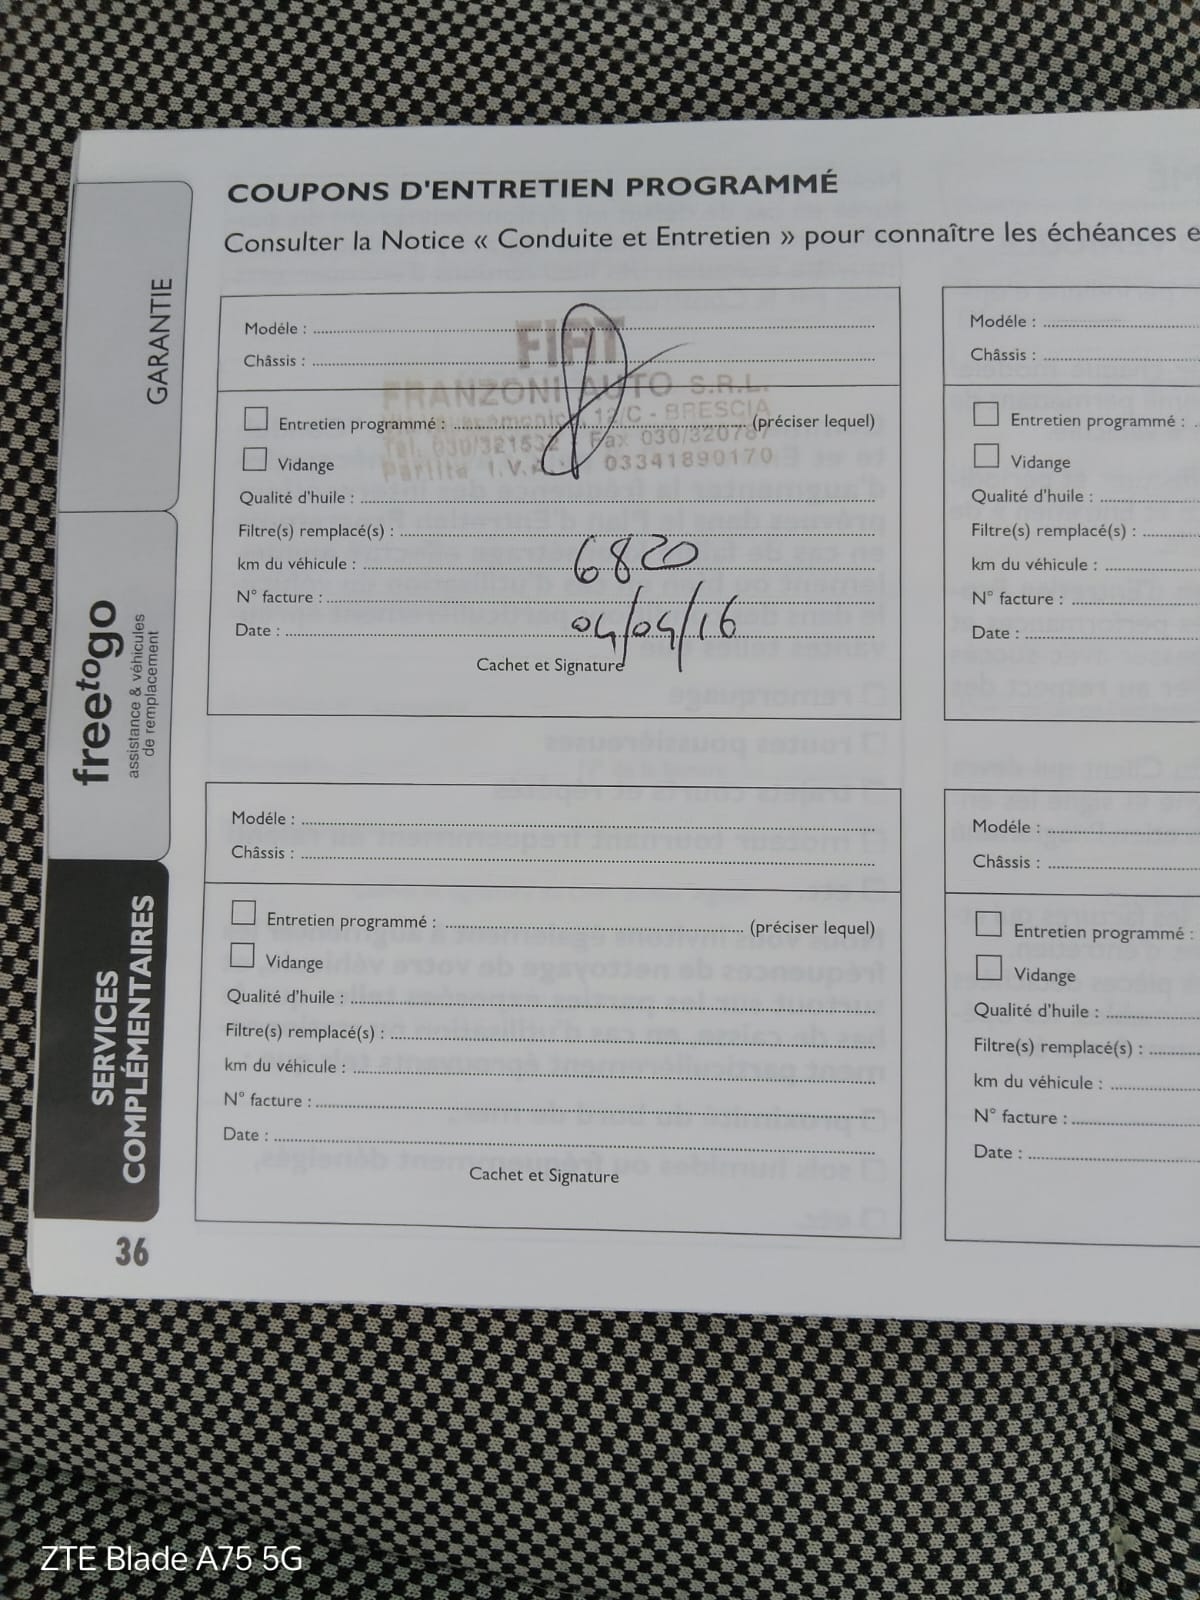 COUPONS D'ENTRETIEN PROGRAMMÉ
Consulter la Notice « Conduite et Entretien » pour connaître les échéances e
Modéle :
Châssis :
FIAT
FRANZONI AUTO S.R.L.
12/C - BRESCIA
Tel. 030/321532 Fax 030/320787
Partita I.V.A. 03341890170
Entretien programmé : (préciser lequel)
Vidange
Qualité d'huile :
Filtre(s) remplacé(s) :
km du véhicule : 6820
N° facture :
Date : 04/04/16
Cachet et Signature
Modéle :
Châssis :
Entretien programmé :
Vidange
Qualité d'huile :
Filtre(s) remplacé(s) :
km du véhicule :
N° facture :
Date :
Modéle :
Châssis :
Entretien programmé : (préciser lequel)
Vidange
Qualité d'huile :
Filtre(s) remplacé(s) :
km du véhicule :
N° facture :
Date :
Cachet et Signature
Modéle :
Châssis :
Entretien programmé :
Vidange
Qualité d'huile :
Filtre(s) remplacé(s) :
km du véhicule :
N° facture :
Date :
GARANTIE
freetogo
assistance & véhicules
de remplacement
SERVICES
COMPLÉMENTAIRES
36
ZTE Blade A75 5G